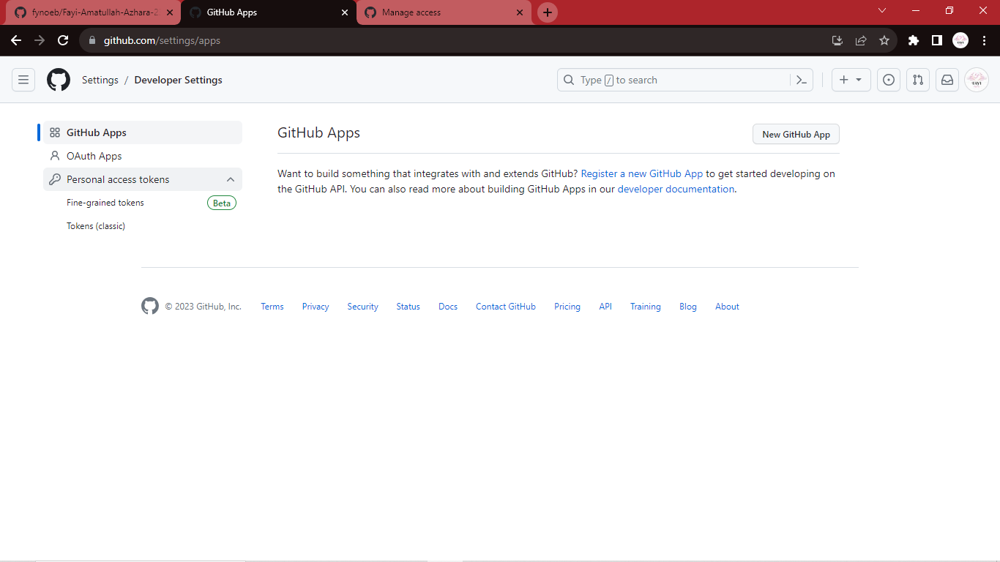 fynoeb/Fayi-Amatullah-Azhara-2
GitHub Apps
Manage access
github.com/settings/apps
Settings / Developer Settings
Type / to search
GitHub Apps
OAuth Apps
Personal access tokens
Fine-grained tokens Beta
Tokens (classic)
GitHub Apps
New GitHub App
Want to build something that integrates with and extends GitHub? Register a new GitHub App to get started developing on
the GitHub API. You can also read more about building GitHub Apps in our developer documentation.
© 2023 GitHub, Inc. Terms Privacy Security Status Docs Contact GitHub Pricing API Training Blog About